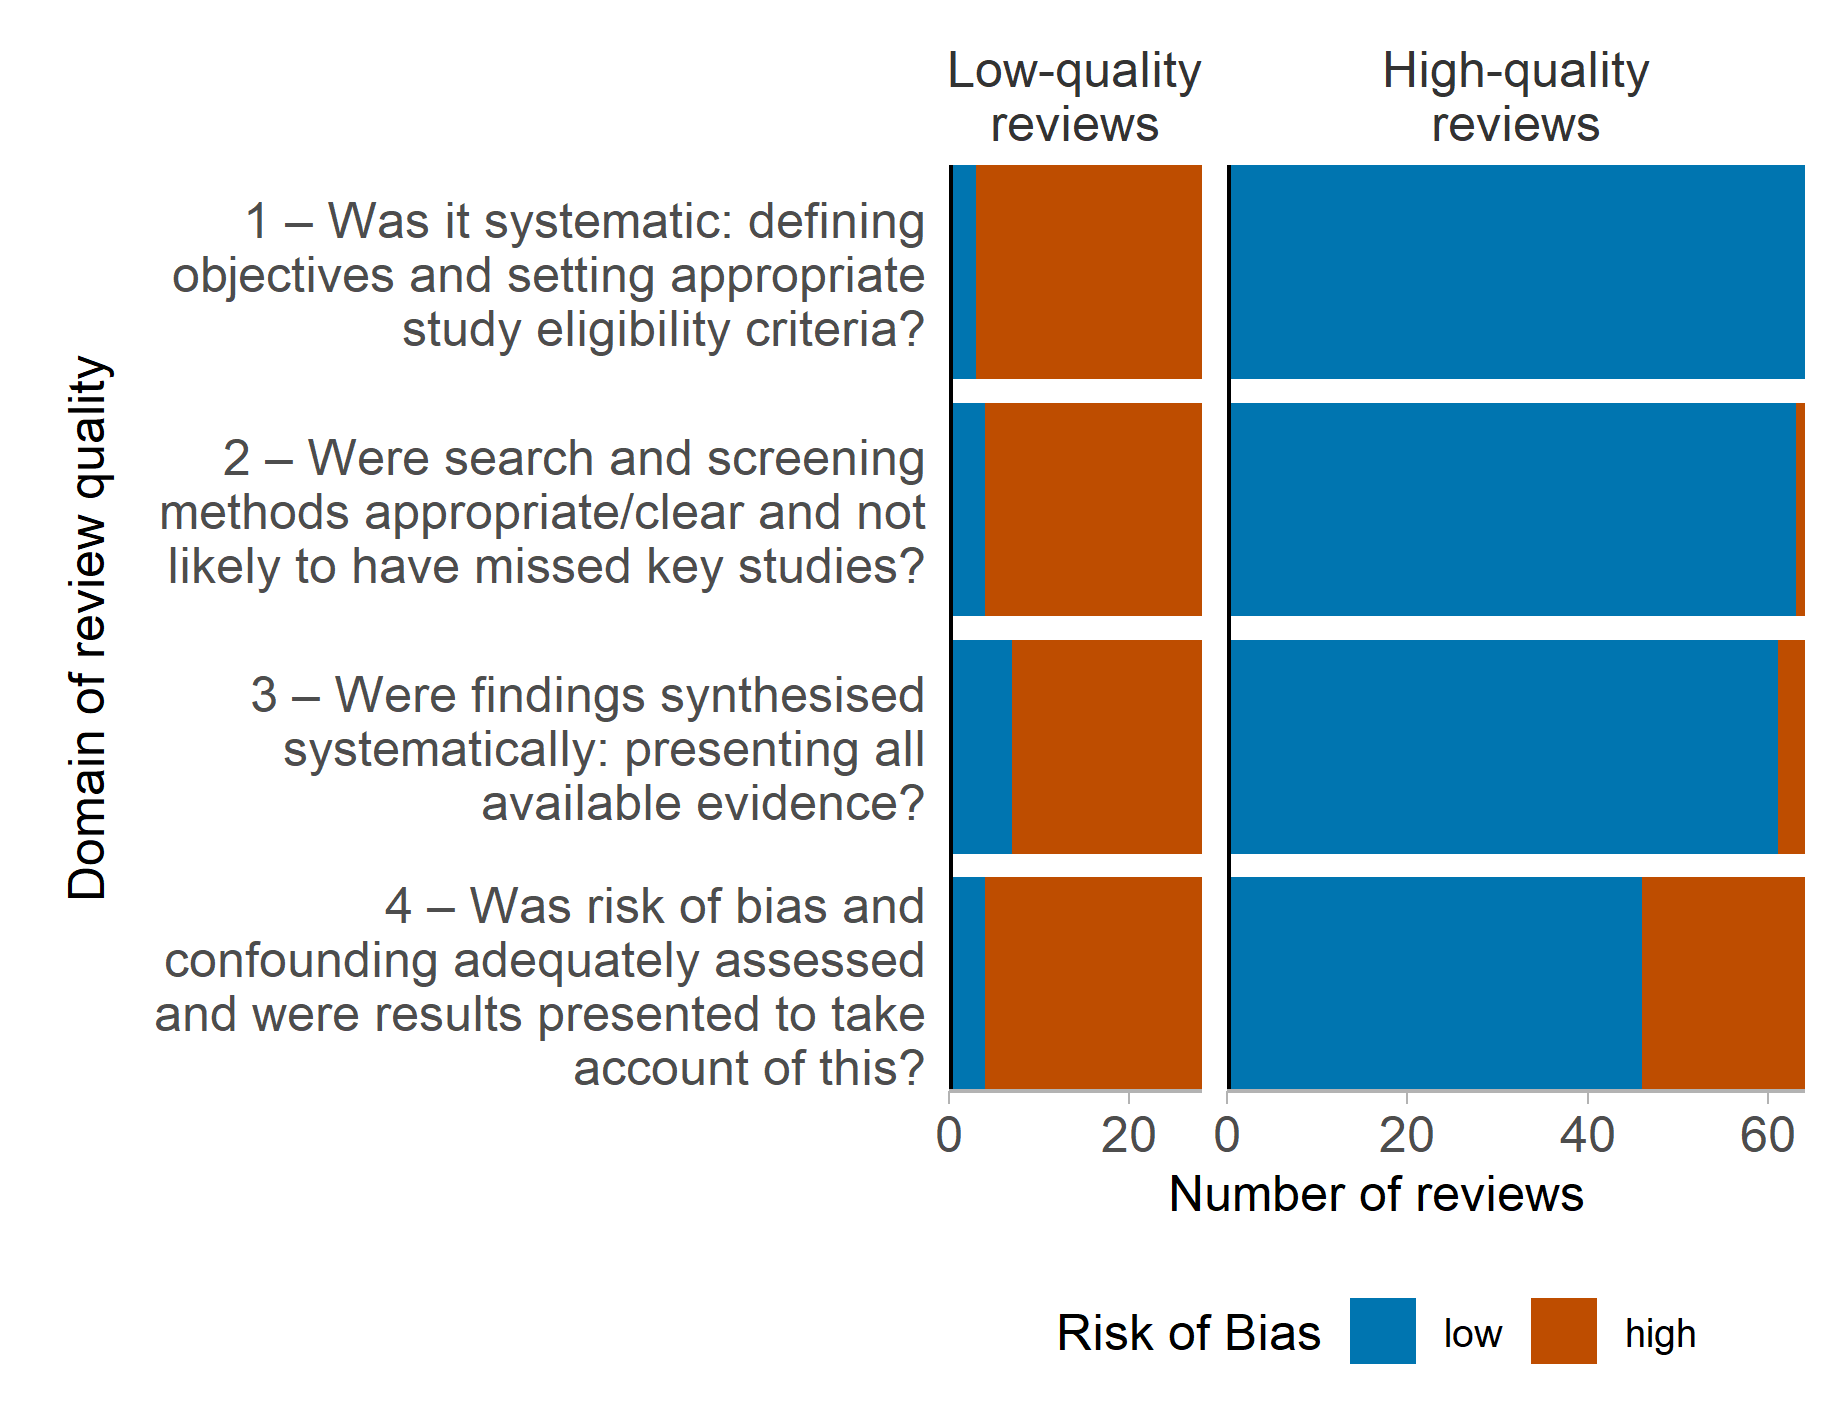 Low-quality
reviews
High-quality
reviews
Domain of review quality
1 – Was it systematic: defining
objectives and setting appropriate
study eligibility criteria?
2 – Were search and screening
methods appropriate/clear and not
likely to have missed key studies?
3 – Were findings synthesised
systematically: presenting all
available evidence?
4 – Was risk of bias and
confounding adequately assessed
and were results presented to take
account of this?
0 20 0 20 40 60
Number of reviews
Risk of Bias low high